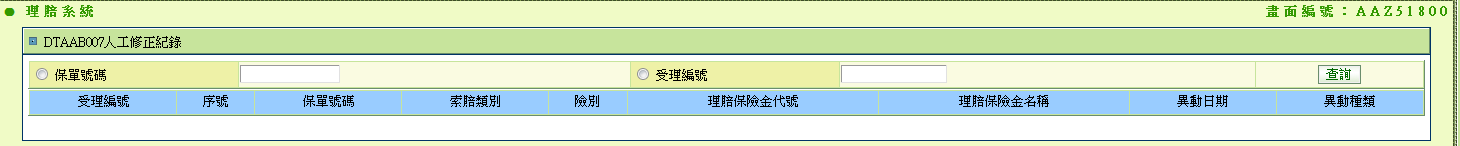 理賠系統 畫面編號：AAZ51800
DTAAB007人工修正紀錄
保單號碼 受理編號 查詢
受理編號 序號 保單號碼 索賠類別 險別 理賠保險金代號 理賠保險金名稱 異動日期 異動種類